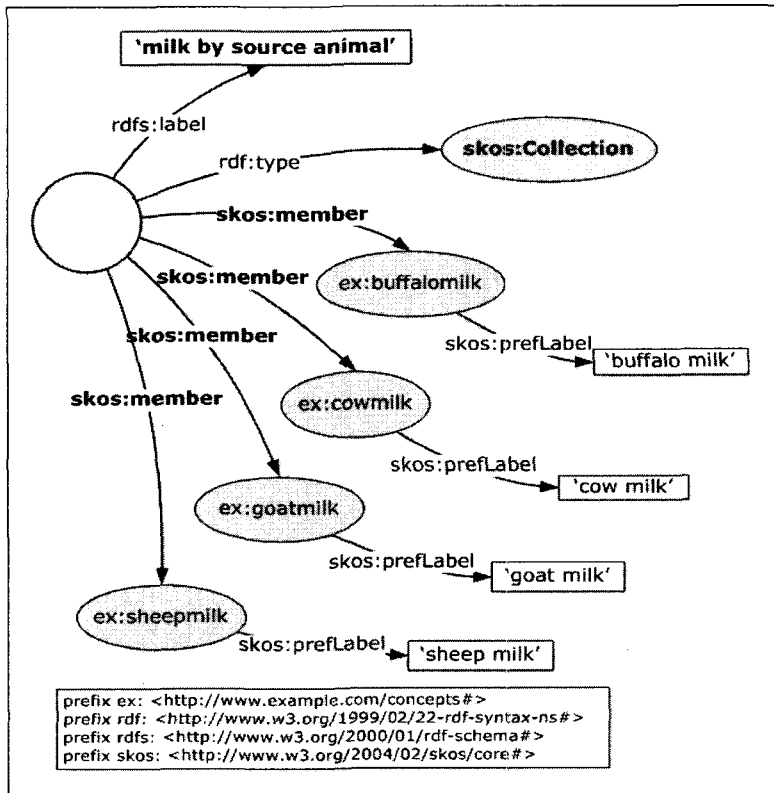 ‘milk by source animal’
rdfs:label
rdf:type
skos:Collection
skos:member
ex:buffalomilk
skos:member
skos:prefLabel
‘buffalo milk’
skos:member
skos:member
ex:cowmilk
skos:prefLabel
‘cow milk’
ex:goatmilk
skos:prefLabel
‘goat milk’
ex:sheepmilk
skos:prefLabel
‘sheep milk’
prefix ex: <http://www.example.com/concepts#>
prefix rdf: <http://www.w3.org/1999/02/22-rdf-syntax-ns#>
prefix rdfs: <http://www.w3.org/2000/01/rdf-schema#>
prefix skos: <http://www.w3.org/2004/02/skos/core#>